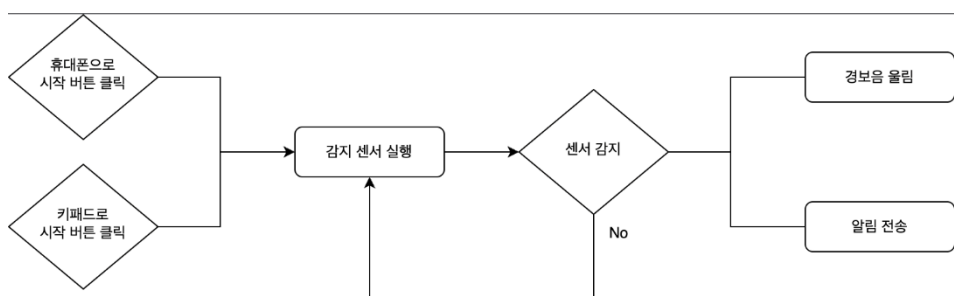 휴대폰으로
시작 버튼 클릭
경보음 울림
감지 센서 실행
센서 감지
키패드로
시작 버튼 클릭
알림 전송
No